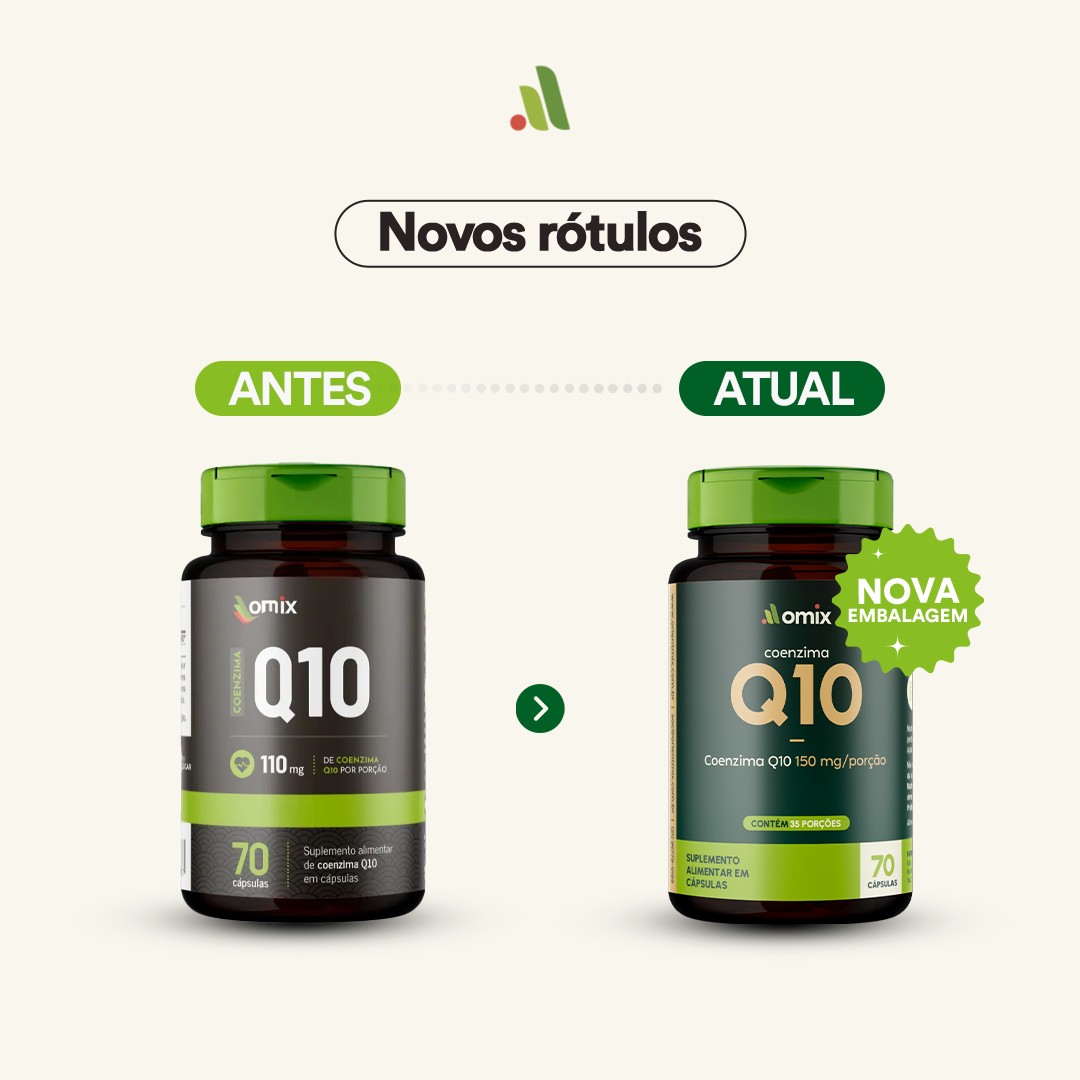 Novos rótulos
ANTES
ATUAL
omix
COENZIMA
Q10
110 mg
DE COENZIMA
Q10 POR PORÇÃO
70
cápsulas
Suplemento alimentar
de coenzima Q10
em cápsulas
omix
coenzima
Q10
Coenzima Q10 150 mg/porção
CONTÉM 35 PORÇÕES
SUPLEMENTO
ALIMENTAR EM
CÁPSULAS
70
CÁPSULAS
NOVA
EMBALAGEM